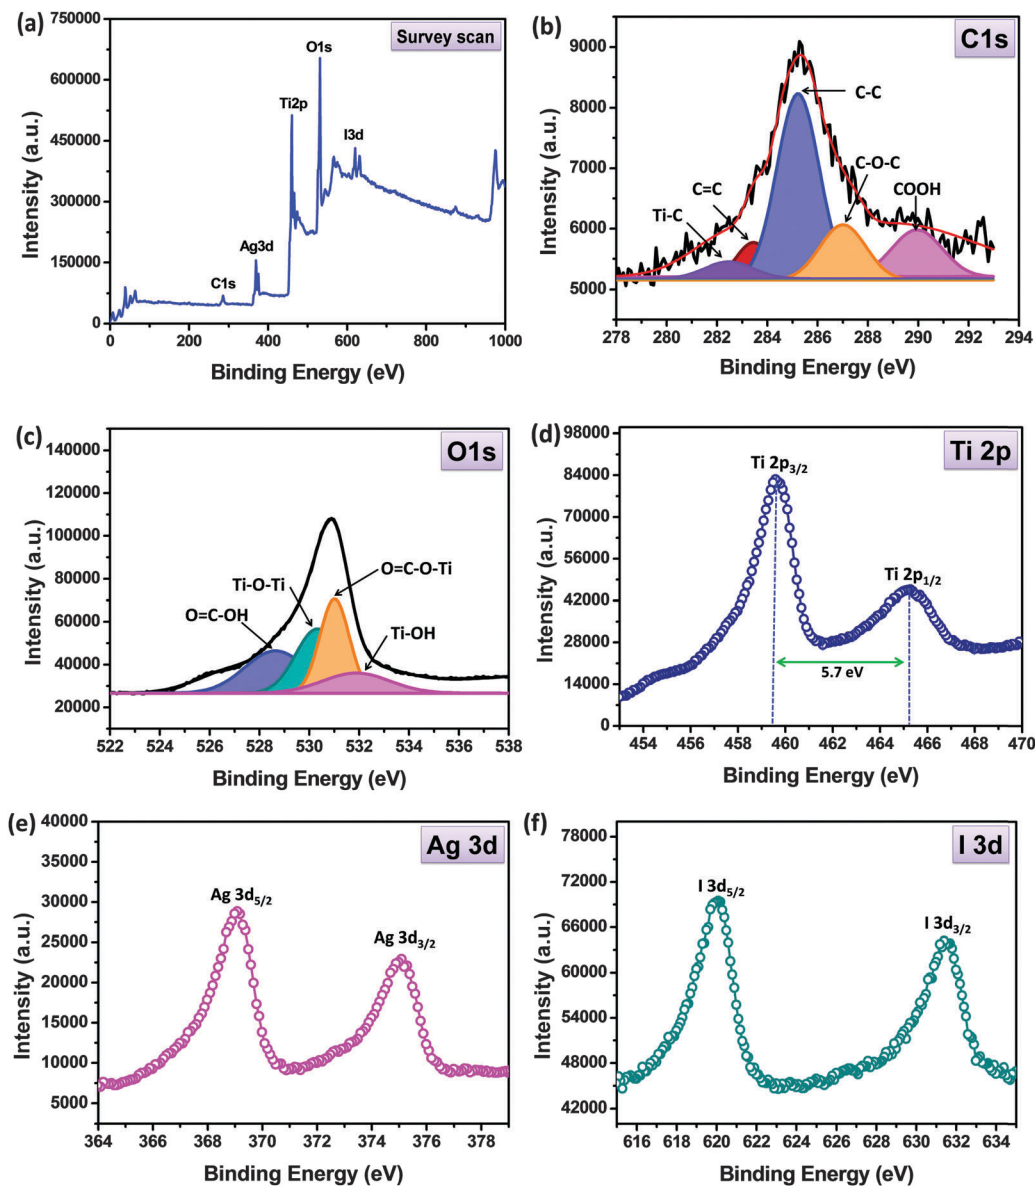 (a)
Survey scan
750000
600000
450000
300000
150000
0
Intensity (a.u.)
O1s
Ti2p
I3d
Ag3d
C1s
0 200 400 600 800 1000
Binding Energy (eV)
(b)
C1s
9000
8000
7000
6000
5000
Intensity (a.u.)
C-C
C-O-C
C=C
COOH
Ti-C
278 280 282 284 286 288 290 292 294
Binding Energy (eV)
(c)
O1s
140000
120000
100000
80000
60000
40000
20000
Intensity (a.u.)
O=C-O-Ti
Ti-O-Ti
O=C-OH
Ti-OH
522 524 526 528 530 532 534 536 538
Binding Energy (eV)
(d)
Ti 2p
98000
84000
70000
56000
42000
28000
14000
0
Intensity (a.u.)
Ti 2p3/2
Ti 2p1/2
5.7 eV
454 456 458 460 462 464 466 468 470
Binding Energy (eV)
(e)
Ag 3d
40000
35000
30000
25000
20000
15000
10000
5000
Intensity (a.u.)
Ag 3d5/2
Ag 3d3/2
364 366 368 370 372 374 376 378
Binding Energy (eV)
(f)
I 3d
78000
72000
66000
60000
54000
48000
42000
Intensity (a.u.)
I 3d5/2
I 3d3/2
616 618 620 622 624 626 628 630 632 634
Binding Energy (eV)